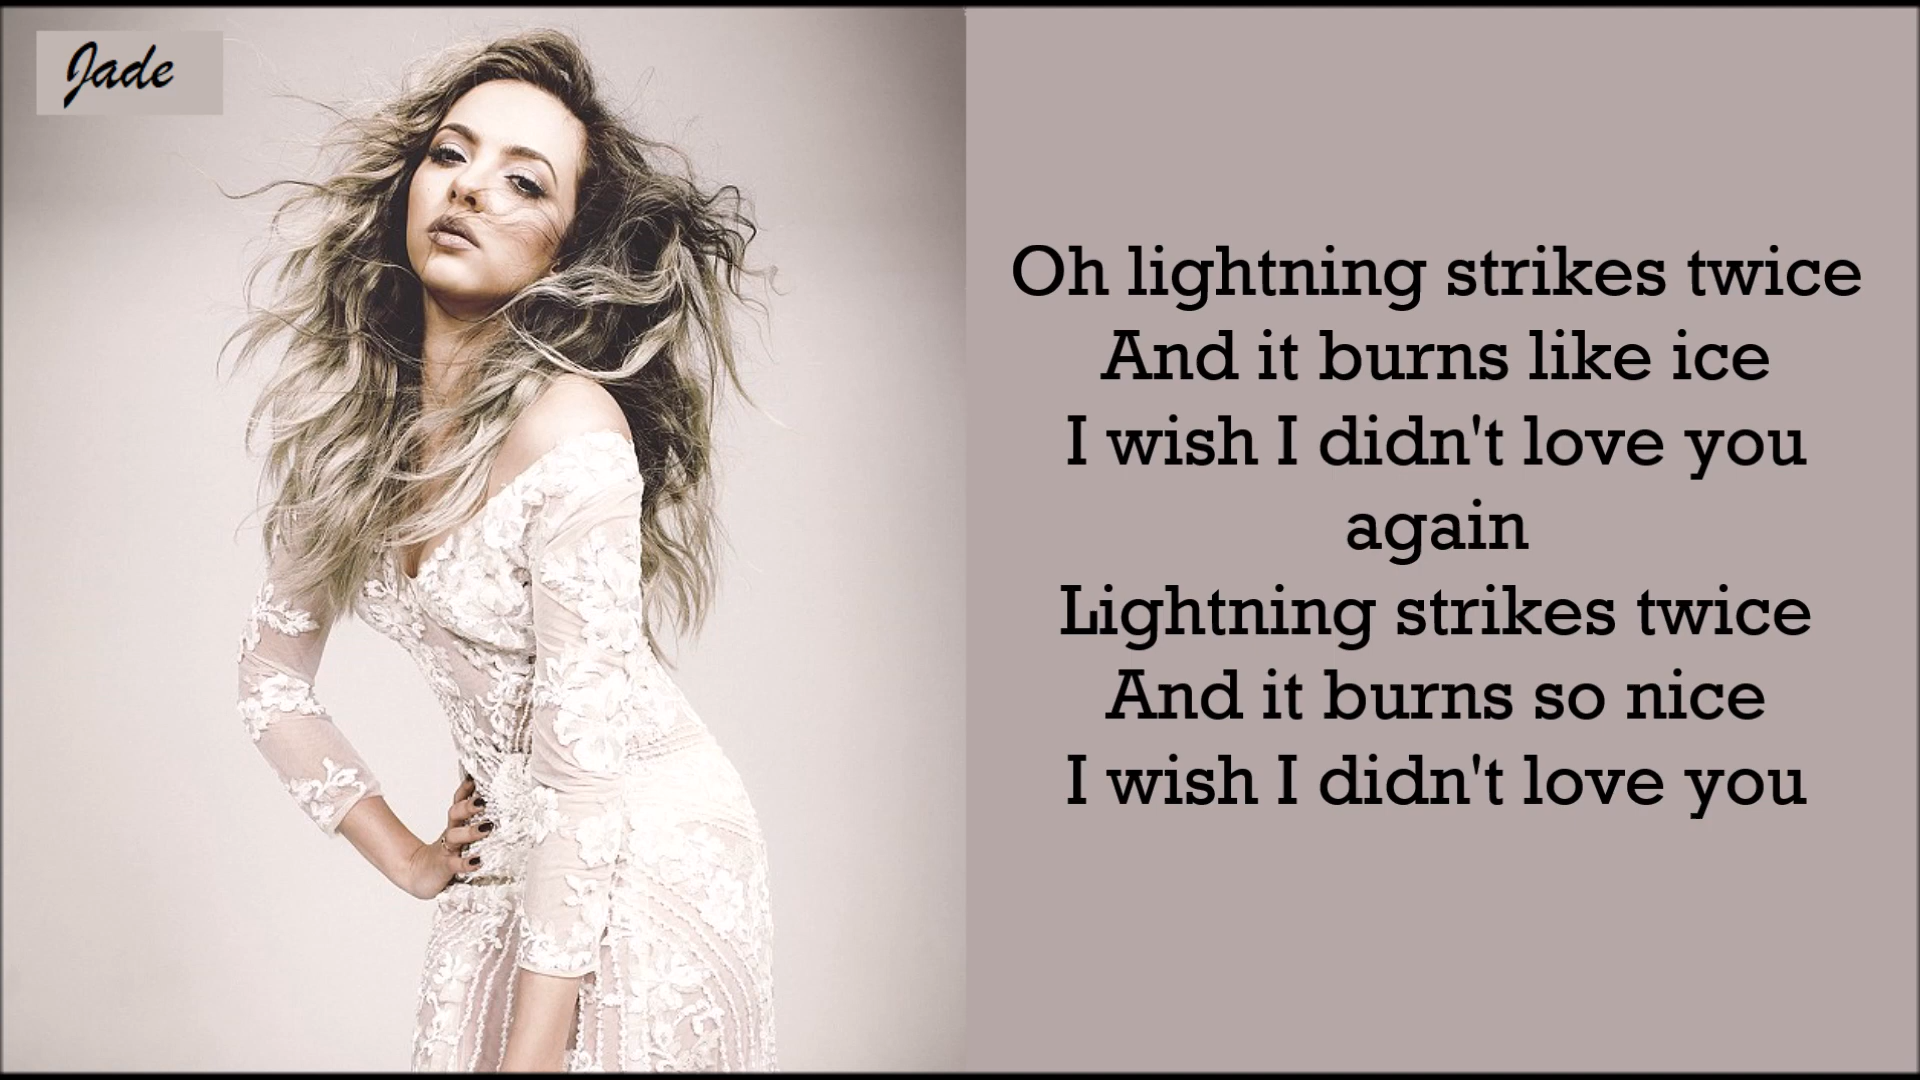 Jade
Oh lightning strikes twice
And it burns like ice
I wish I didn't love you
again
Lightning strikes twice
And it burns so nice
I wish I didn't love you